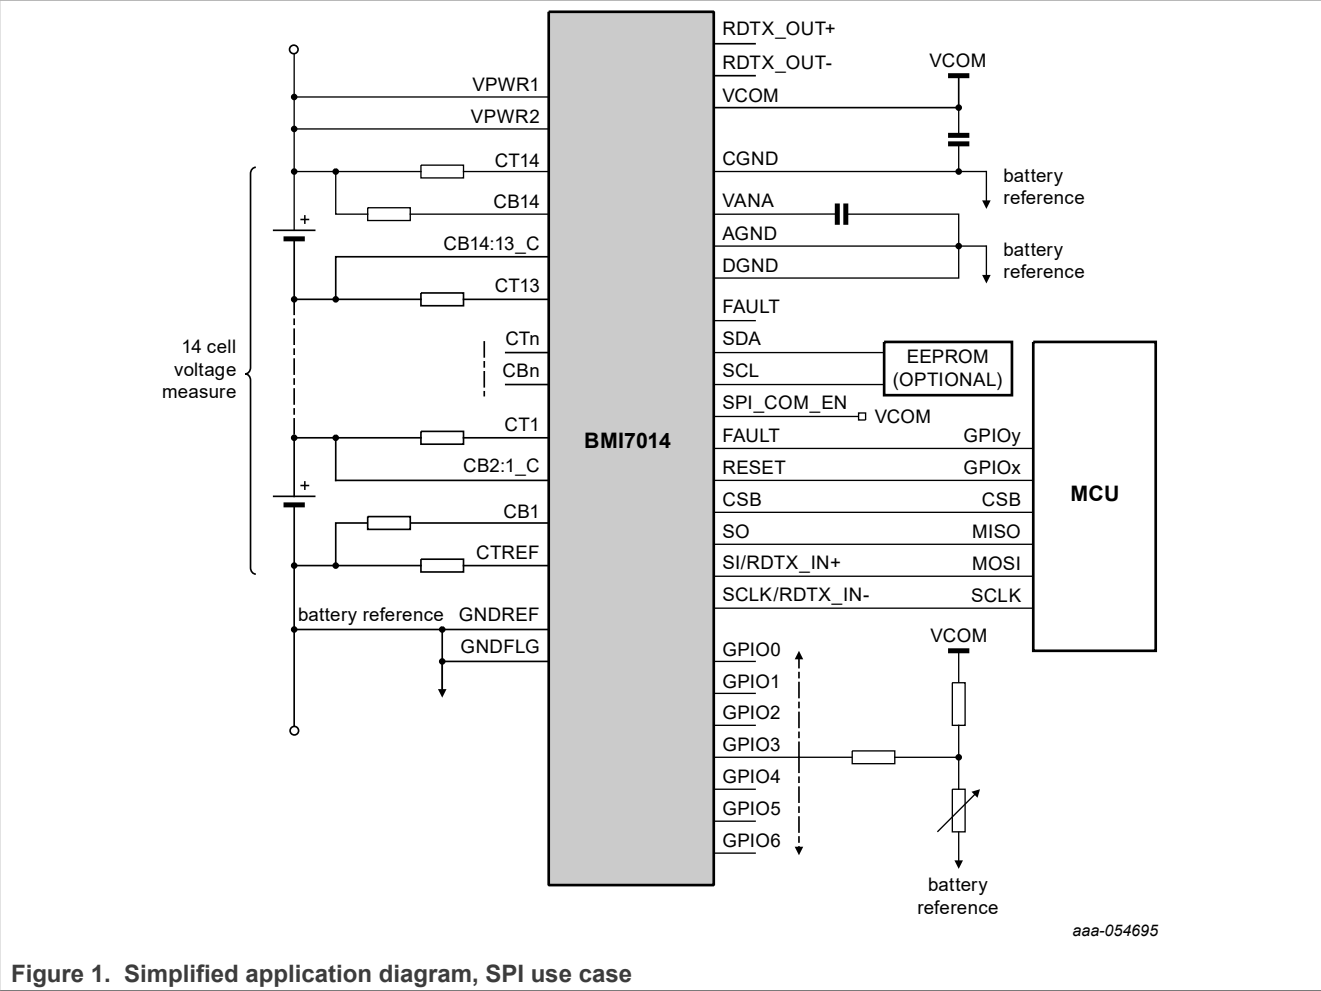 RDTX_OUT+
RDTX_OUT-
VCOM
VCOM
VPWR1
VPWR2
CT14
CB14
CB14:13_C
CT13
CTn
CBn
CT1
CB2:1_C
CB1
CTREF
battery reference
GNDREF
GNDFLG
+
+
14 cell
voltage
measure
BMI7014
CGND
battery
reference
VANA
AGND
DGND
battery
reference
FAULT
SDA
SCL
EEPROM
(OPTIONAL)
SPI_COM_EN
VCOM
FAULT
GPIOy
RESET
GPIOx
CSB
CSB
SO
MISO
SI/RDTX_IN+
MOSI
SCLK/RDTX_IN-
SCLK
MCU
VCOM
GPIO0
GPIO1
GPIO2
GPIO3
GPIO4
GPIO5
GPIO6
battery
reference
aaa-054695
Figure 1. Simplified application diagram, SPI use case